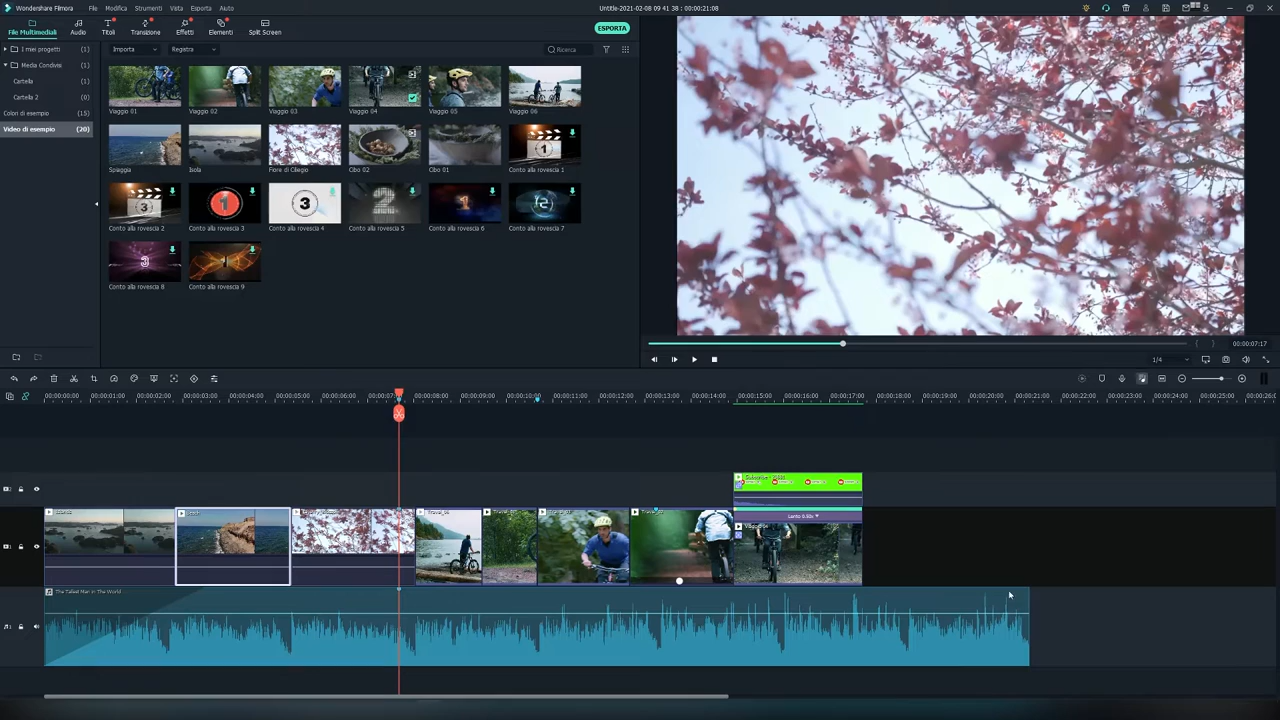 Wondershare Filmora
File Modifica Strumenti Vista Esporta Aiuto
Untitle-2021-02-08 09 41 38 : 00:00:21:08
File Multimediali Audio Titoli Transizione Effetti Elementi Split Screen
ESPORTA
I miei progetti (1)
Media Condivisi (1)
Cartella (1)
Cartella 2 (0)
Colori di esempio (15)
Video di esempio (20)
Importa Registra Ricerca
Viaggio 01 Viaggio 02 Viaggio 03 Viaggio 04 Viaggio 05 Viaggio 06
Spiaggia Isola Fiore di Ciliegio Cibo 02 Cibo 01 Conto alla rovescia 1
Conto alla rovescia 2 Conto alla rovescia 3 Conto alla rovescia 4 Conto alla rovescia 5 Conto alla rovescia 6 Conto alla rovescia 7
Conto alla rovescia 8 Conto alla rovescia 9
00:00:07:17
1/4
00:00:00:00 00:00:01:00 00:00:02:00 00:00:03:00 00:00:04:00 00:00:05:00 00:00:06:00 00:00:08:00 00:00:09:00 00:00:10:00 00:00:11:00 00:00:12:00 00:00:13:00 00:00:14:00 00:00:15:00 00:00:16:00 00:00:17:00 00:00:18:00 00:00:19:00 00:00:20:00 00:00:21:00 00:00:22:00 00:00:23:00 00:00:24:00 00:00:25:00
Lento 0.50x
Viaggio 04
The Tallest Man in The World